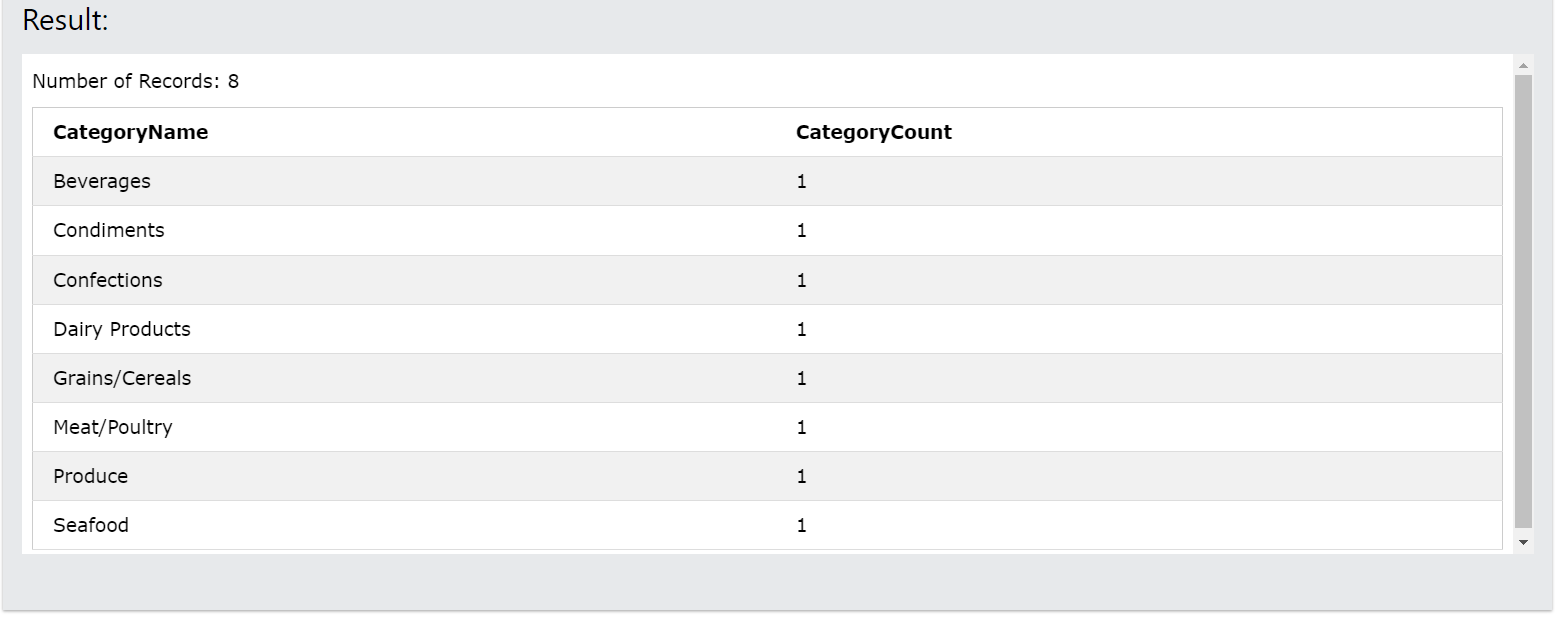 Result:
Number of Records: 8
CategoryName CategoryCount
Beverages 1
Condiments 1
Confections 1
Dairy Products 1
Grains/Cereals 1
Meat/Poultry 1
Produce 1
Seafood 1